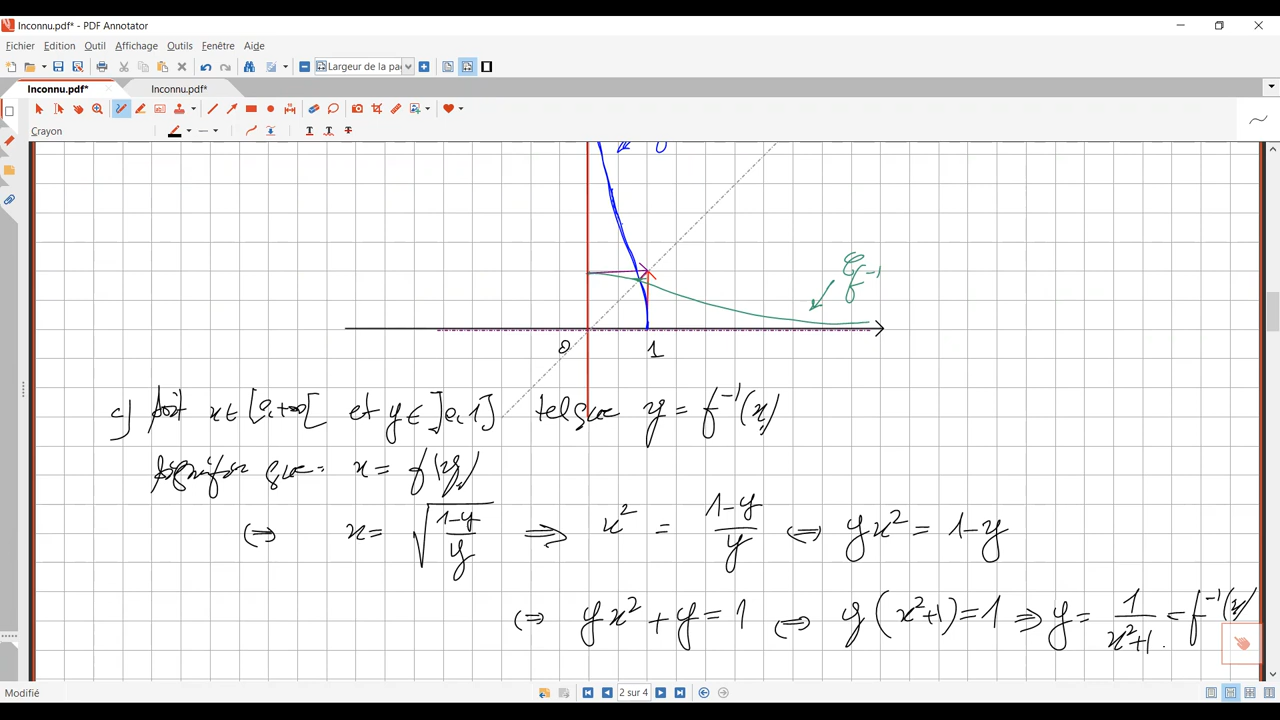 Inconnu.pdf* - PDF Annotator
Fichier Edition Outil Affichage Outils Fenêtre Aide
Largeur de la pa
Inconnu.pdf* Inconnu.pdf*
Crayon
f⁻¹
0 1
c) soit x ∈ [0,+∞[ et y ∈ ]0,1] tel que y = f⁻¹(x)
signifie que x = f(y)
⇔ x = √((1-y)/y) ⇒ x² = (1-y)/y ⇔ yx² = 1-y
⇔ yx² + y = 1 ⇔ y(x²+1) = 1 ⇒ y = 1/(x²+1) = f⁻¹(x)
Modifié 2 sur 4